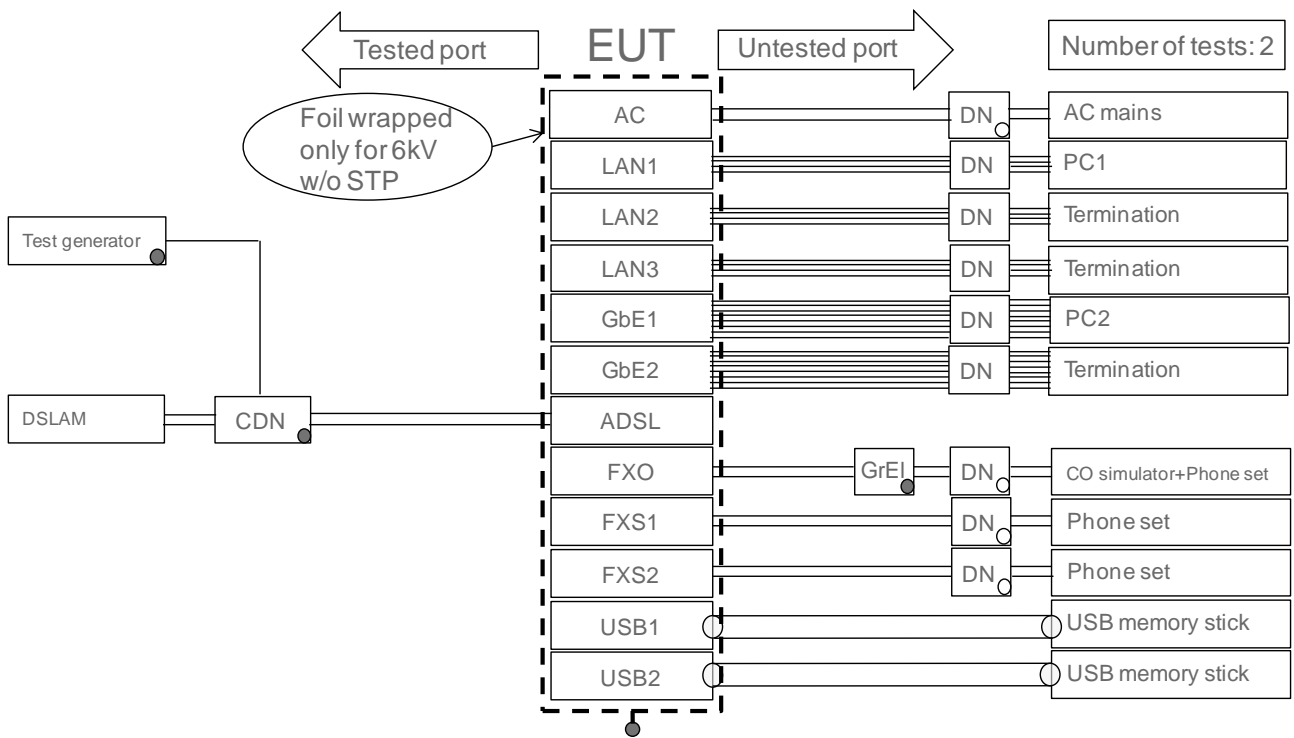 Tested port
EUT
Untested port
Number of tests: 2
Foil wrapped
only for 6kV
w/o STP
AC
DN
AC mains
LAN1
DN
PC1
LAN2
DN
Termination
Test generator
LAN3
DN
Termination
GbE1
DN
PC2
GbE2
DN
Termination
DSLAM
CDN
ADSL
FXO
GrEl
DN
CO simulator+Phone set
FXS1
DN
Phone set
FXS2
DN
Phone set
USB1
USB memory stick
USB2
USB memory stick